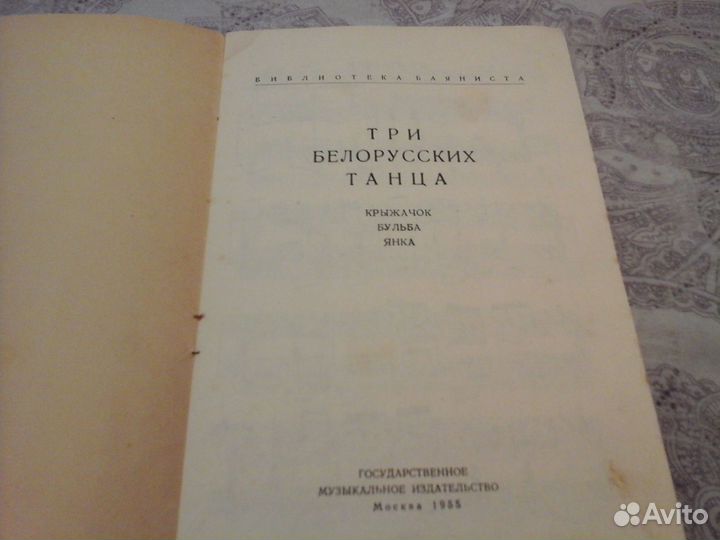 БИБЛИОТЕКА БАЯНИСТА
ТРИ
БЕЛОРУССКИХ
ТАНЦА
КРЫЖАЧОК
БУЛЬБА
ЯНКА
ГОСУДАРСТВЕННОЕ
МУЗЫКАЛЬНОЕ ИЗДАТЕЛЬСТВО
Москва 1955
Avito